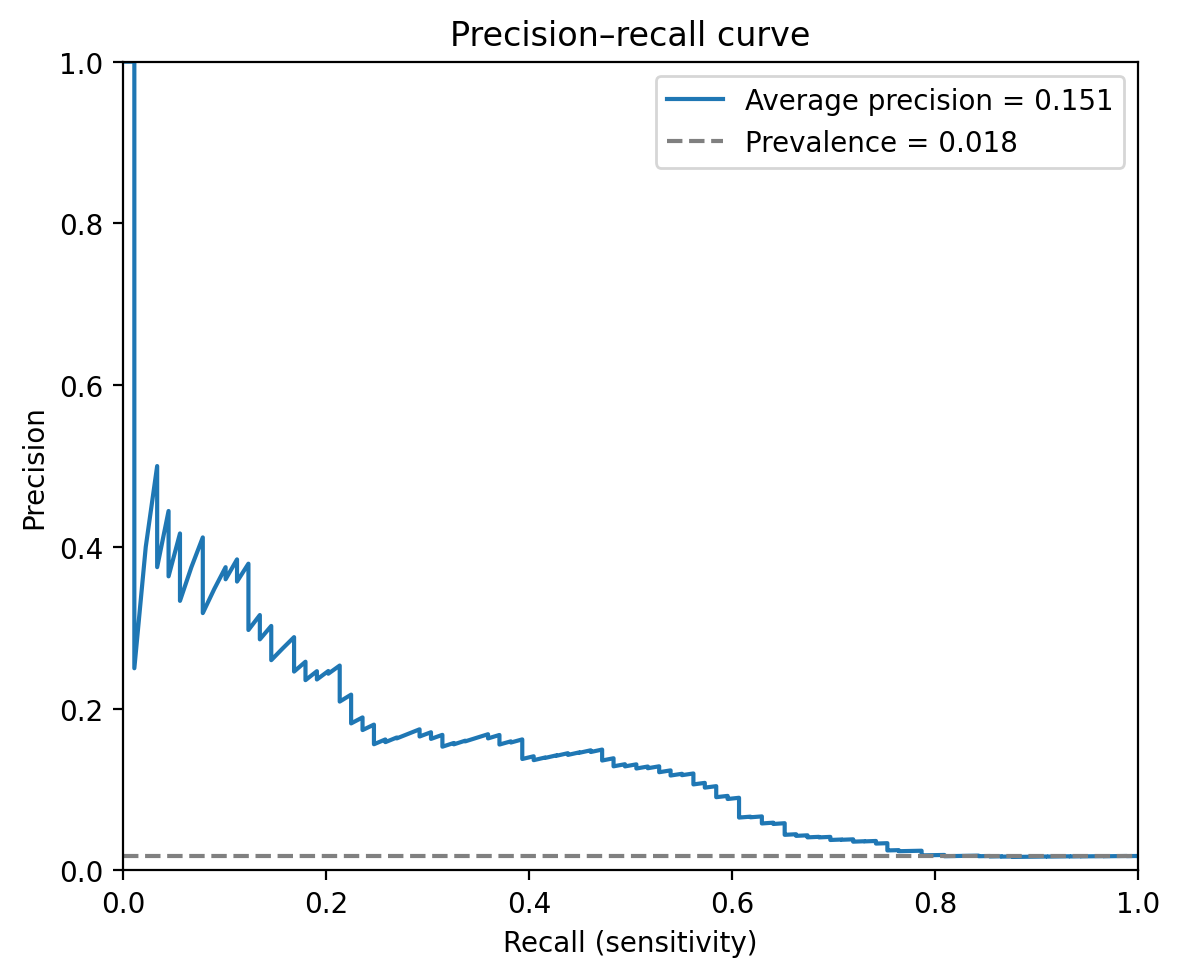 Precision–recall curve
Average precision = 0.151
Prevalence = 0.018
Precision
1.0
0.8
0.6
0.4
0.2
0.0
0.0 0.2 0.4 0.6 0.8 1.0
Recall (sensitivity)